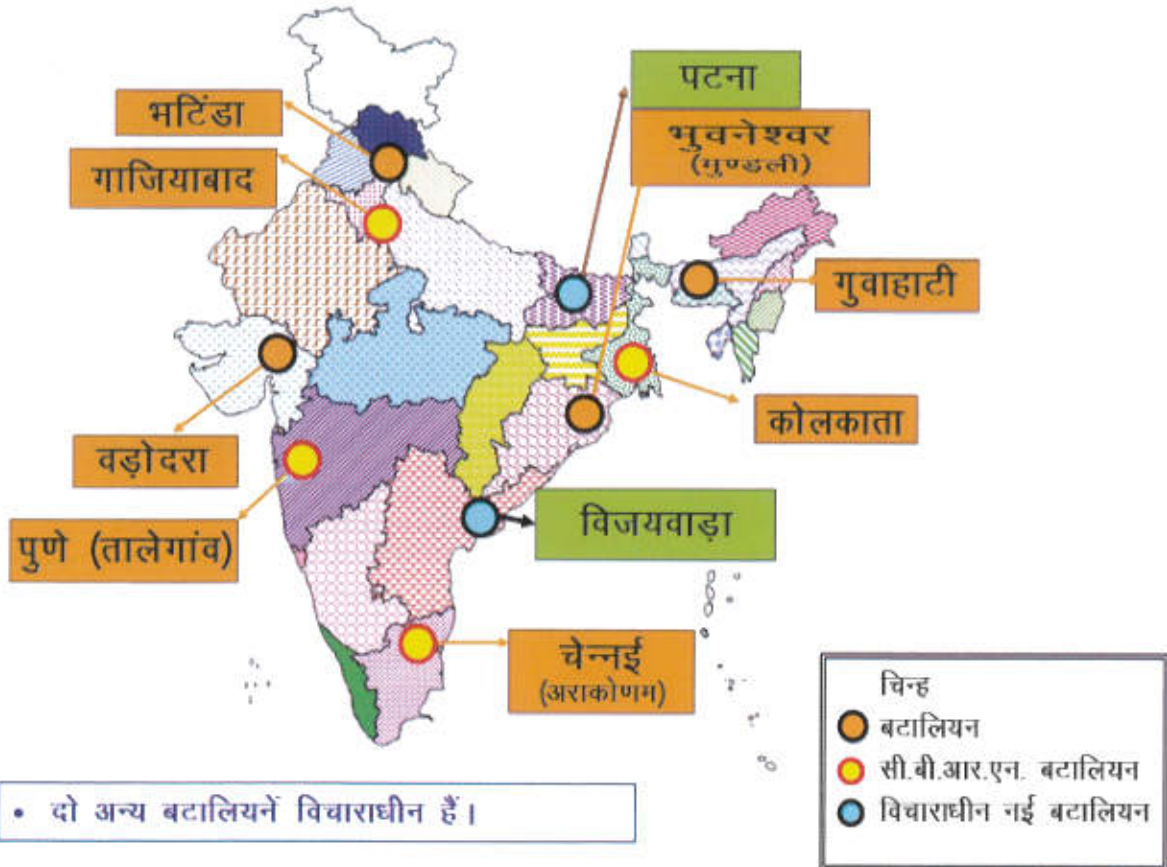 पटना
भटिंडा
भुवनेश्वर
(मुण्डली)
गाजियाबाद
गुवाहाटी
कोलकाता
वड़ोदरा
विजयवाड़ा
पुणे (तालेगांव)
चेन्नई
(अराकोणम)
चिन्ह
बटालियन
सी.बी.आर.एन. बटालियन
विचाराधीन नई बटालियन
• दो अन्य बटालियनें विचाराधीन हैं।